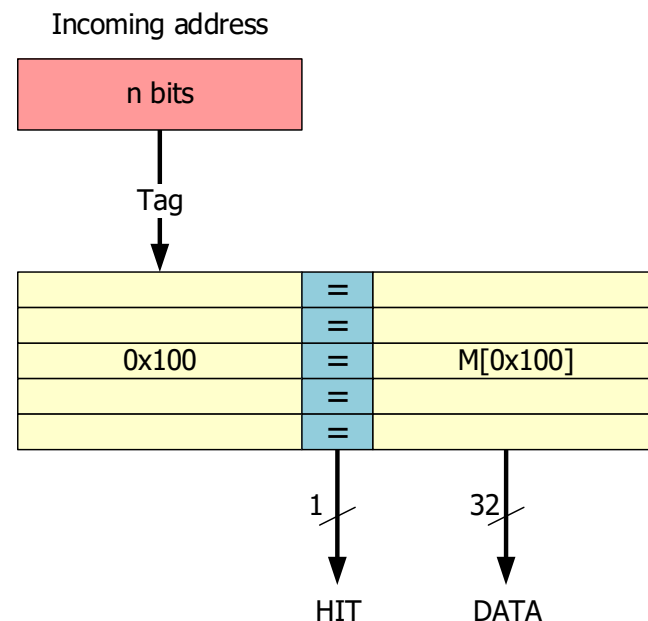 Incoming address
n bits
Tag
=
=
0x100 = M[0x100]
=
=
1 32
HIT DATA